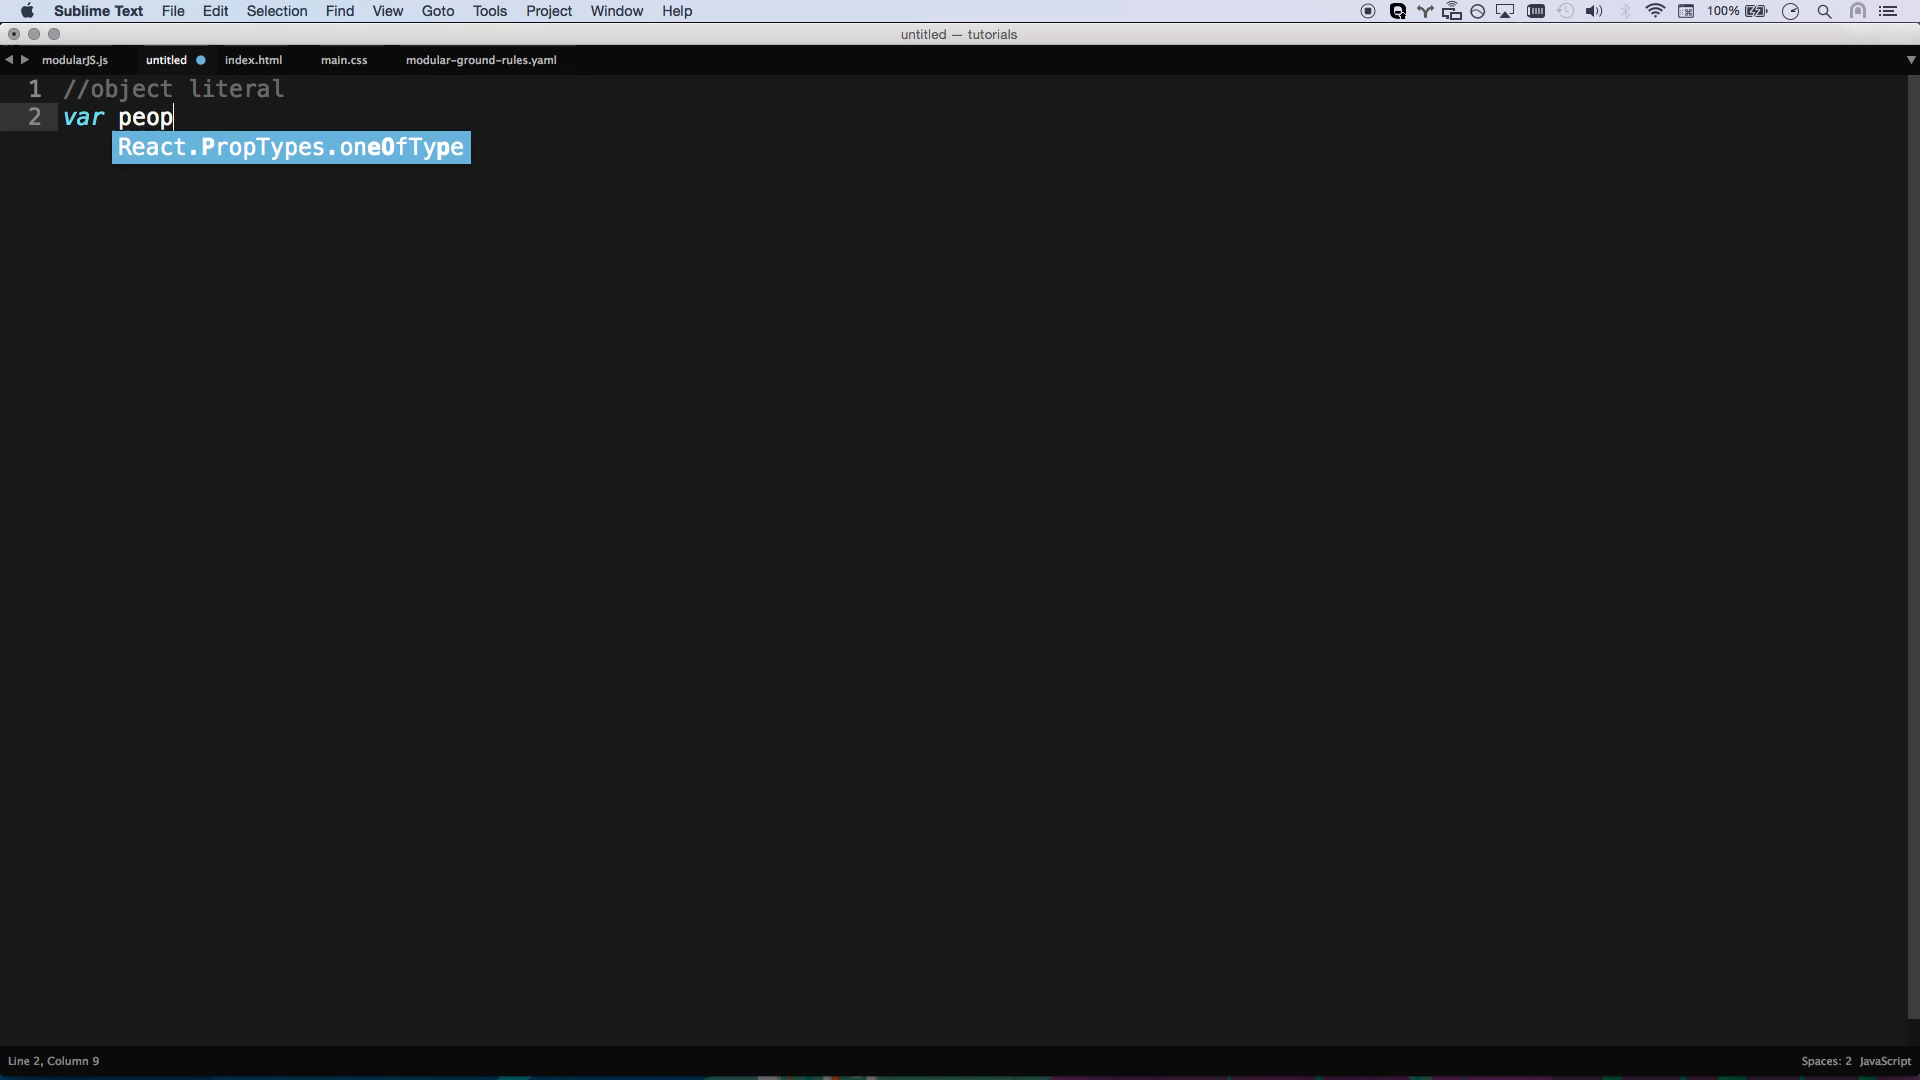 Sublime Text File Edit Selection Find View Goto Tools Project Window Help 100%
untitled — tutorials
modularJS.js untitled index.html main.css modular-ground-rules.yaml
1 //object literal
2 var peop
React.PropTypes.oneOfType
Line 2, Column 9 Spaces: 2 JavaScript